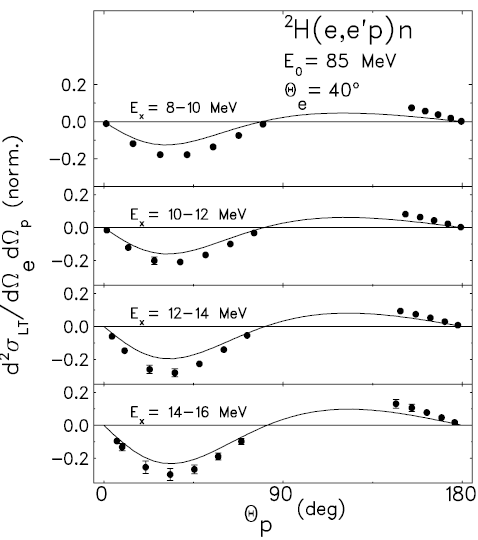 ²H(e,e'p)n
E₀= 85 MeV
Θₑ= 40°
d²σ_LT/dΩₑ dΩₚ (norm.)
0.2
0.0
−0.2
Eₓ= 8−10 MeV
0.2
0.0
−0.2
Eₓ= 10−12 MeV
0.2
0.0
−0.2
Eₓ= 12−14 MeV
0.2
0.0
−0.2
Eₓ= 14−16 MeV
0 90 180
Θₚ (deg)